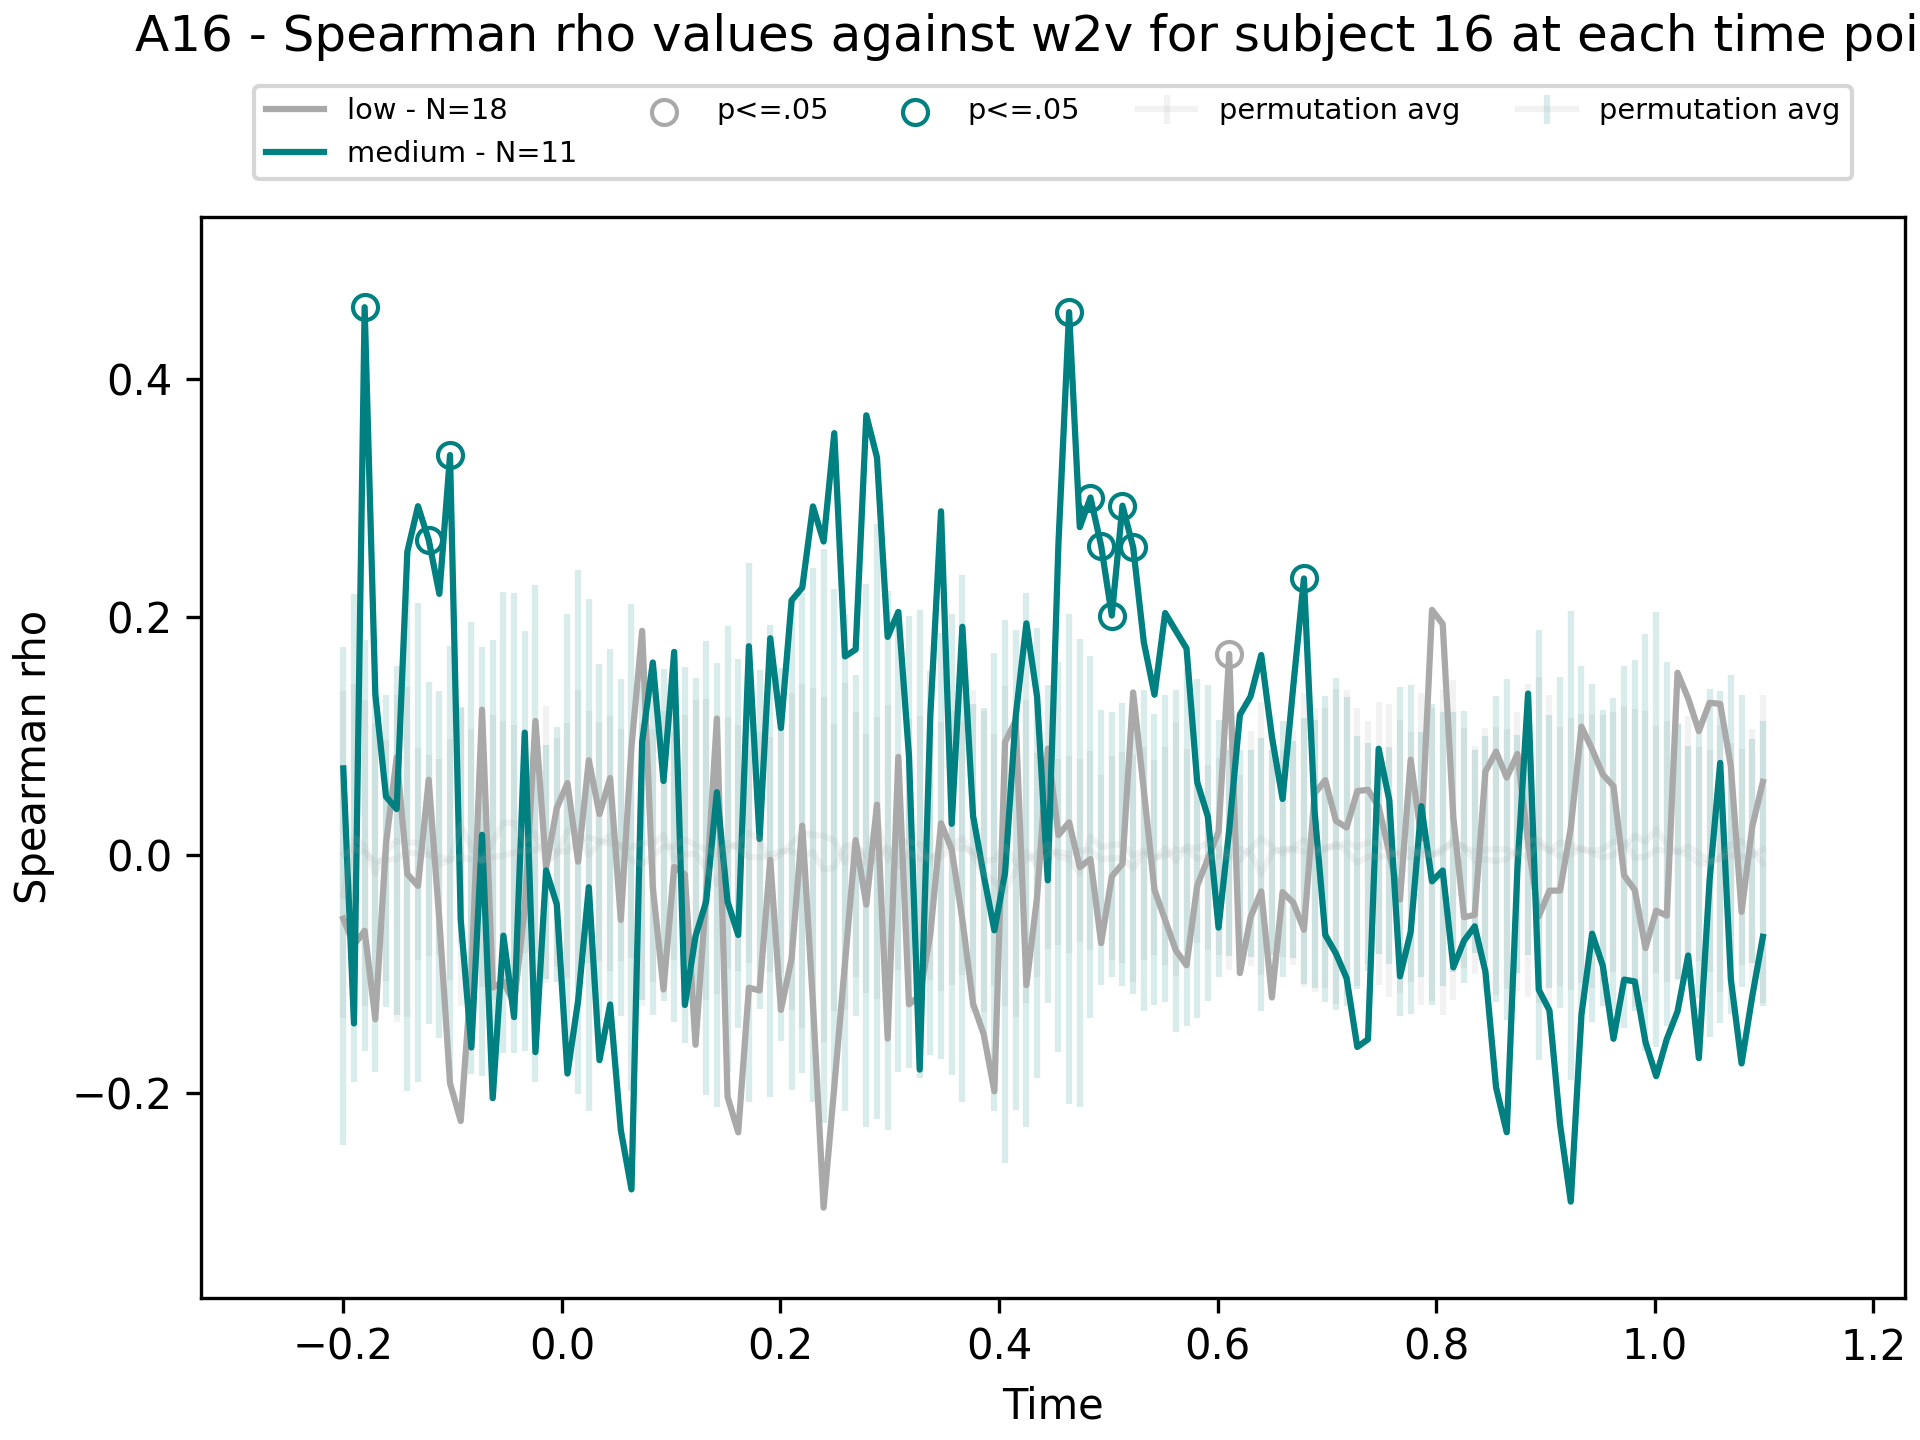 A16 - Spearman rho values against w2v for subject 16 at each time poi
low - N=18
medium - N=11
p<=.05
p<=.05
permutation avg
permutation avg
Spearman rho
0.4
0.2
0.0
−0.2
−0.2 0.0 0.2 0.4 0.6 0.8 1.0 1.2
Time